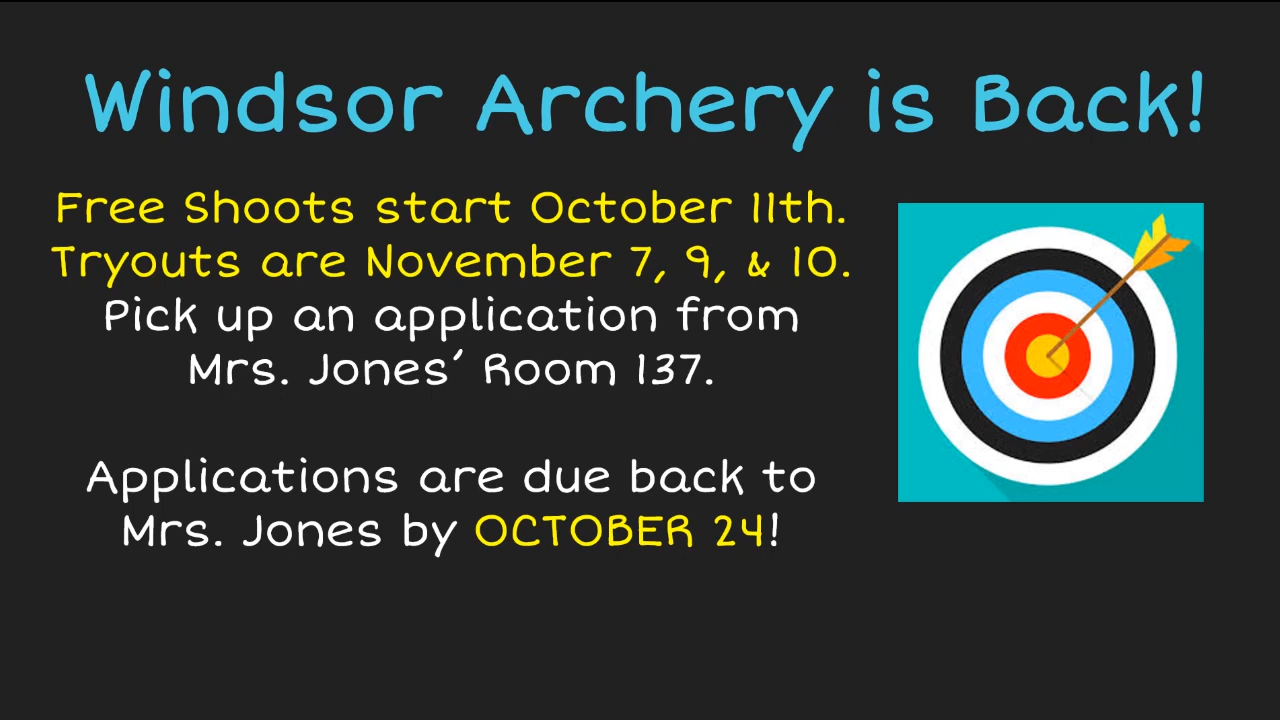 Windsor Archery is Back!
Free Shoots start October 11th.
Tryouts are November 7, 9, & 10.
Pick up an application from
Mrs. Jones’ Room 137.
Applications are due back to
Mrs. Jones by OCTOBER 24!